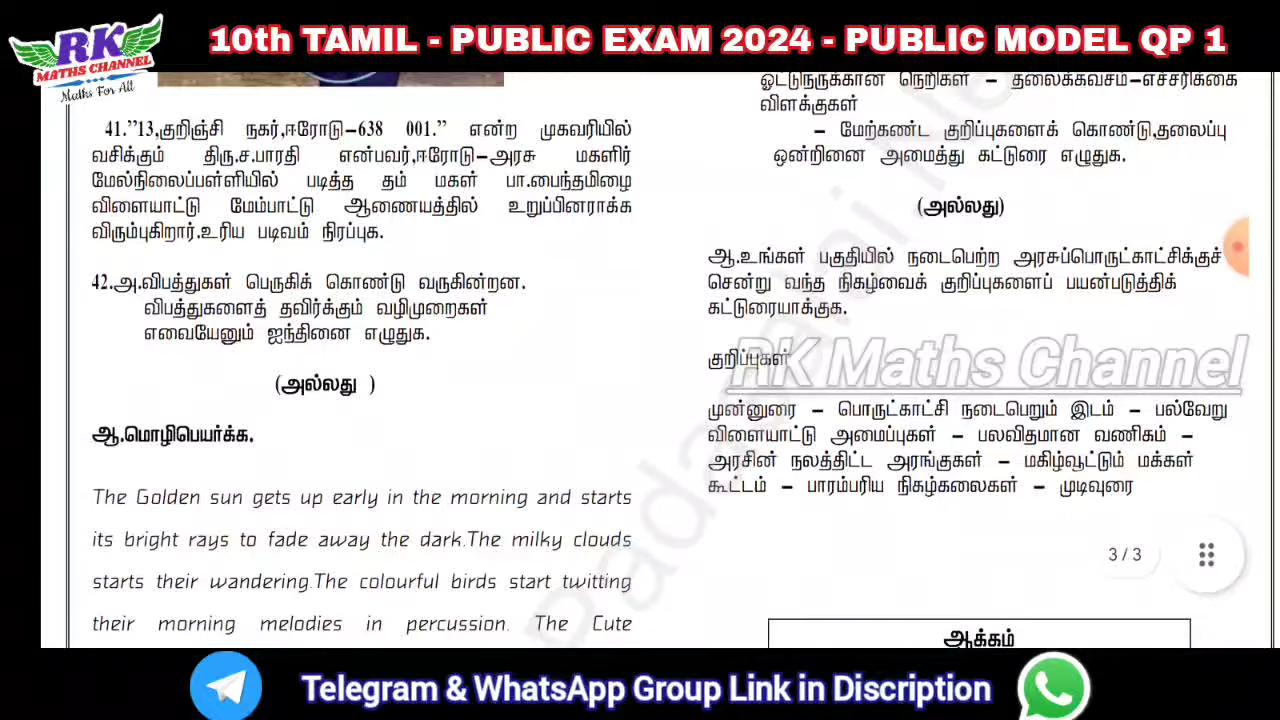 10th TAMIL - PUBLIC EXAM 2024 - PUBLIC MODEL QP 1
RK
MATHS CHANNEL
Maths For All
41."13,குறிஞ்சி நகர்,ஈரோடு-638 001." என்ற முகவரியில்
வசிக்கும் திரு.ச.பாரதி என்பவர்,ஈரோடு-அரசு மகளிர்
மேல்நிலைப்பள்ளியில் படித்த தம் மகள் பா.பைந்தமிழை
விளையாட்டு மேம்பாட்டு ஆணையத்தில் உறுப்பினராக்க
விரும்புகிறார்.உரிய படிவம் நிரப்புக.
42.அ.விபத்துகள் பெருகிக் கொண்டு வருகின்றன.
விபத்துகளைத் தவிர்க்கும் வழிமுறைகள்
எவையேனும் ஐந்தினை எழுதுக.
(அல்லது )
ஆ.மொழிபெயர்க்க.
The Golden sun gets up early in the morning and starts
its bright rays to fade away the dark.The milky clouds
starts their wandering.The colourful birds start twitting
their morning melodies in percussion. The Cute
ஓட்டுநருக்கான நெறிகள் – தலைக்கவசம்-எச்சரிக்கை
விளக்குகள்
– மேற்கண்ட குறிப்புகளைக் கொண்டு,தலைப்பு
ஒன்றினை அமைத்து கட்டுரை எழுதுக.
(அல்லது)
ஆ.உங்கள் பகுதியில் நடைபெற்ற அரசுப்பொருட்காட்சிக்குச்
சென்று வந்த நிகழ்வைக் குறிப்புகளைப் பயன்படுத்திக்
கட்டுரையாக்குக.
குறிப்புகள்
RK Maths Channel
முன்னுரை – பொருட்காட்சி நடைபெறும் இடம் – பல்வேறு
விளையாட்டு அமைப்புகள் – பலவிதமான வணிகம் –
அரசின் நலத்திட்ட அரங்குகள் – மகிழ்வூட்டும் மக்கள்
கூட்டம் – பாரம்பரிய நிகழ்கலைகள் – முடிவுரை
3 / 3
ஆக்கம்
Telegram & WhatsApp Group Link in Discription